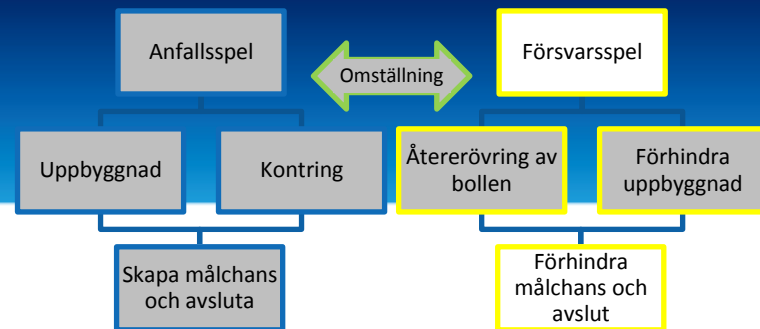 Anfallsspel
Omställning
Försvarsspel
Uppbyggnad
Kontring
Återerövring av
bollen
Förhindra
uppbyggnad
Skapa målchans
och avsluta
Förhindra
målchans och
avslut